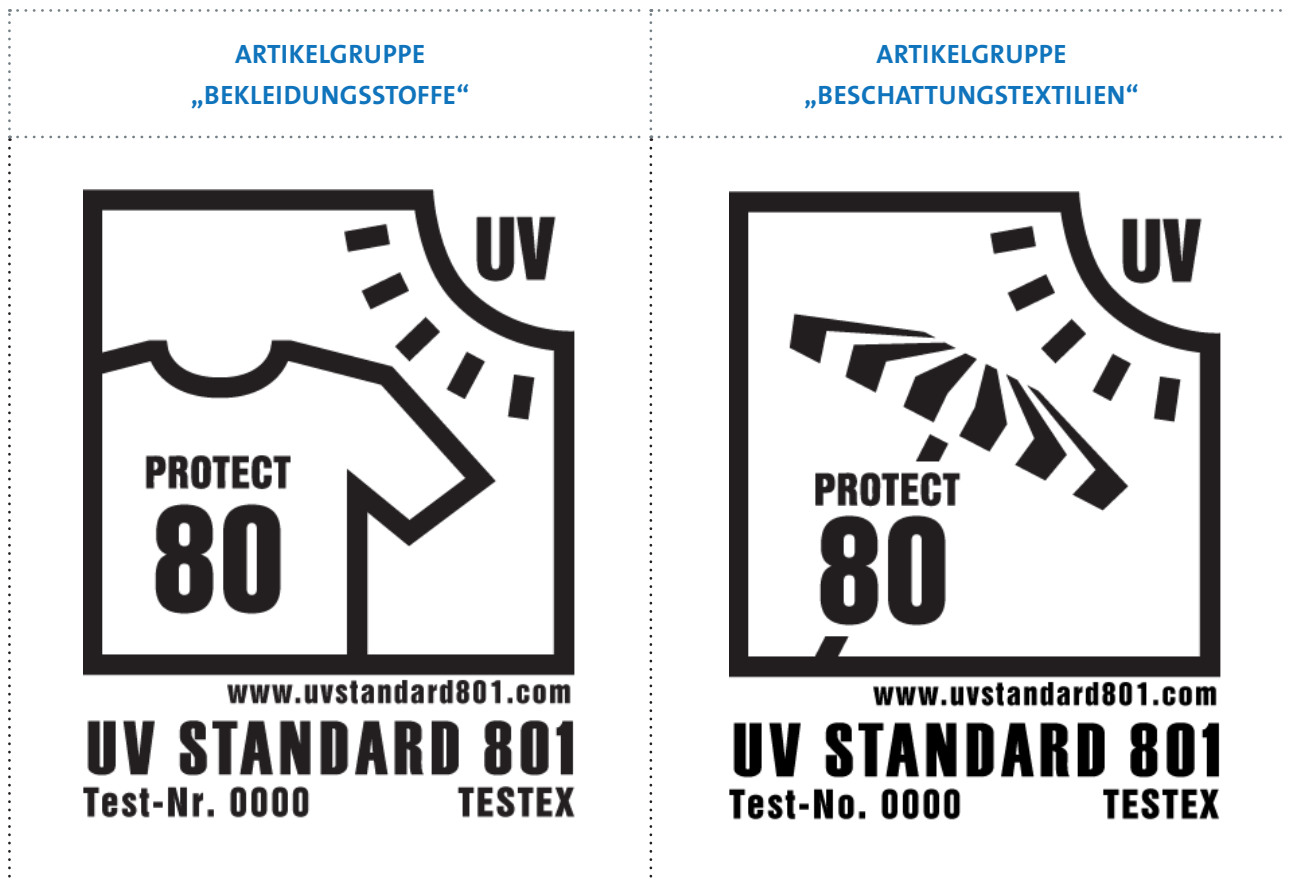 ARTIKELGRUPPE
„BEKLEIDUNGSSTOFFE“
UV
PROTECT
80
www.uvstandard801.com
UV STANDARD 801
Test-Nr. 0000 TESTEX
ARTIKELGRUPPE
„BESCHATTUNGSTEXTILIEN“
UV
PROTECT
80
www.uvstandard801.com
UV STANDARD 801
Test-No. 0000 TESTEX